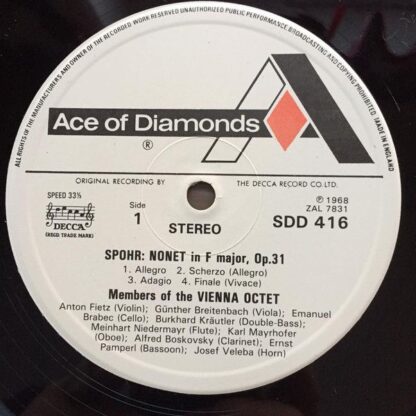 ALL RIGHTS OF THE MANUFACTURERS AND OWNER OF THE RECORDED WORK RESERVED UNAUTHORIZED PUBLIC PERFORMANCE, BROADCASTING AND COPYING PROHIBITED. MADE IN ENGLAND
Ace of Diamonds
®
ORIGINAL RECORDING BY THE DECCA RECORD CO. LTD.
SPEED 33⅓
DECCA
(REGD. TRADE MARK)
Side
1
STEREO
℗ 1968
ZAL 7831
SDD 416
SPOHR: NONET in F major, Op.31
1. Allegro 2. Scherzo (Allegro)
3. Adagio 4. Finale (Vivace)
Members of the VIENNA OCTET
Anton Fietz (Violin); Günther Breitenbach (Viola); Emanuel
Brabec (Cello); Burkhard Kräutler (Double-Bass);
Meinhart Niedermayr (Flute); Karl Mayrhofer
(Oboe); Alfred Boskovsky (Clarinet); Ernst
Pamperl (Bassoon); Josef Veleba (Horn)